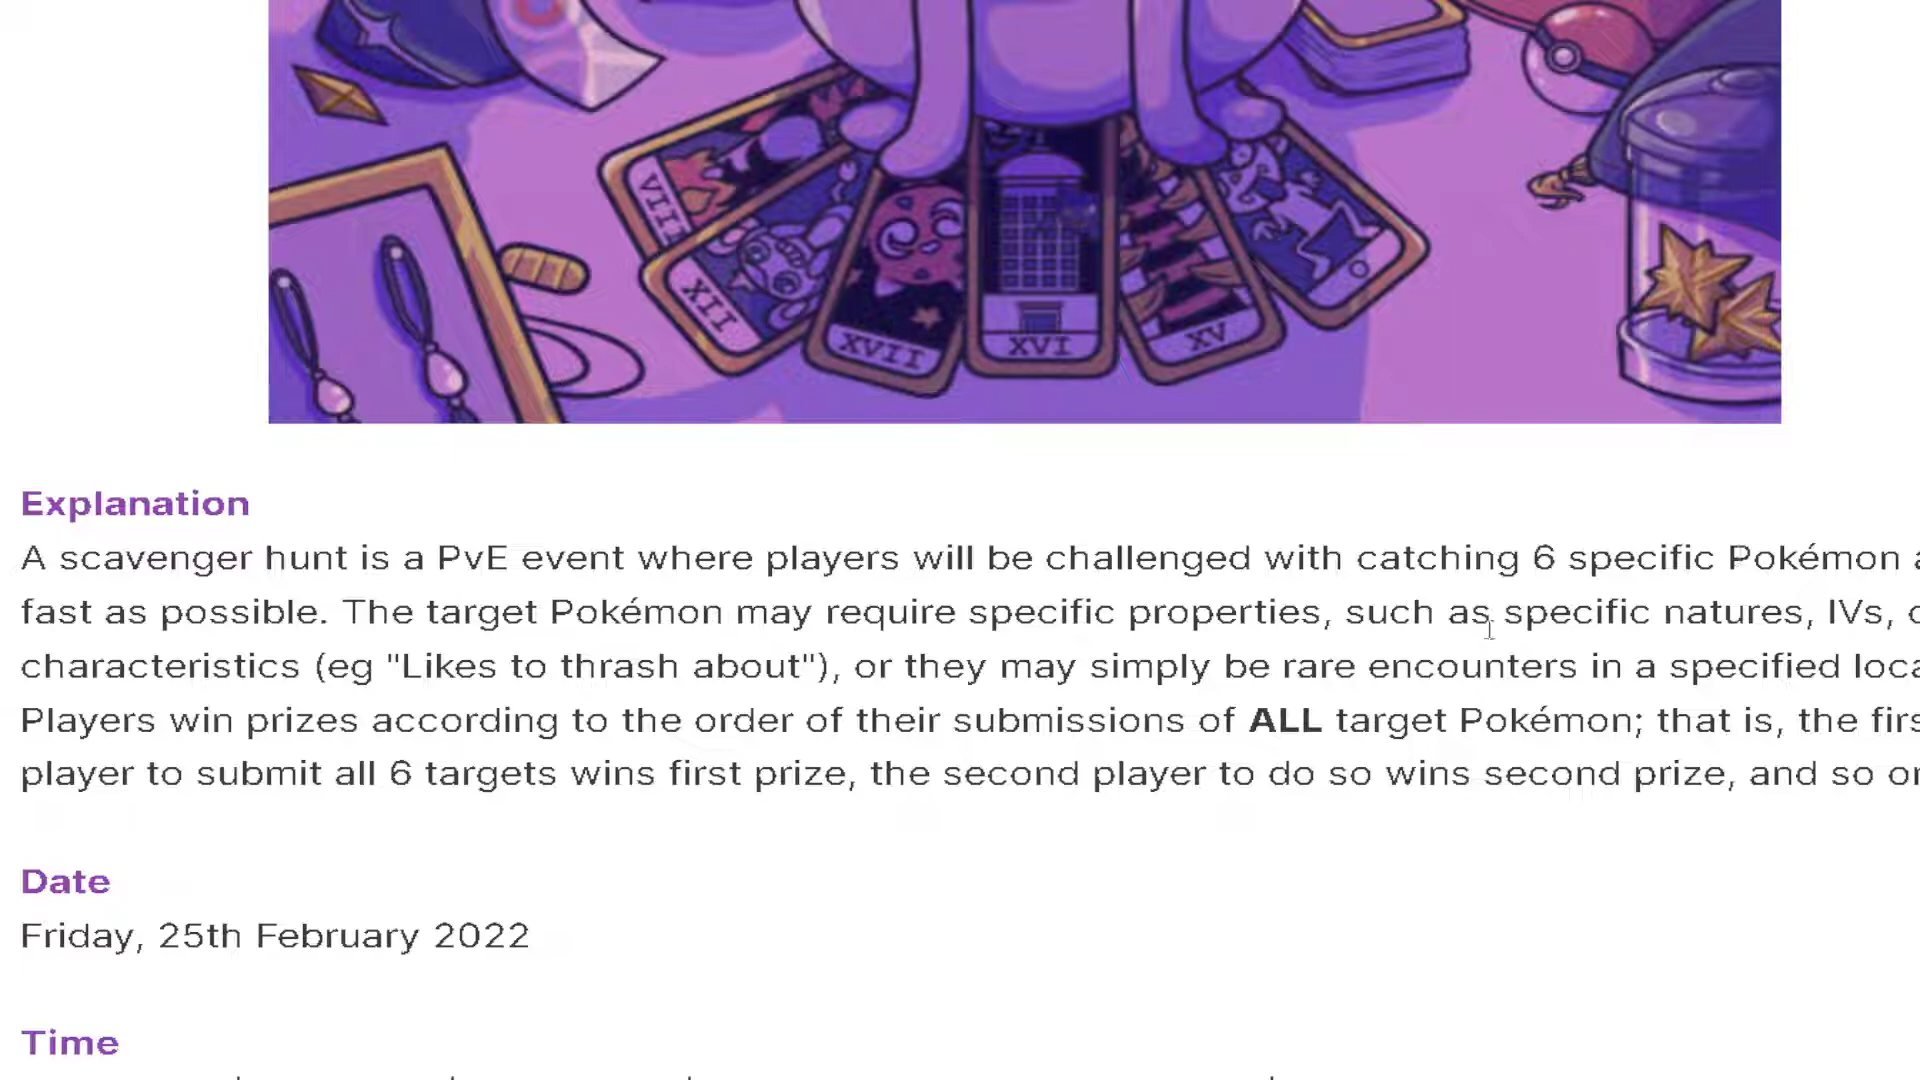 VII
XII
XVII
XVI
XV
Explanation
A scavenger hunt is a PvE event where players will be challenged with catching 6 specific Pokémon
fast as possible. The target Pokémon may require specific properties, such as specific natures, IVs,
characteristics (eg "Likes to thrash about"), or they may simply be rare encounters in a specified
Players win prizes according to the order of their submissions of ALL target Pokémon; that is, the
player to submit all 6 targets wins first prize, the second player to do so wins second prize, and so
Date
Friday, 25th February 2022
Time